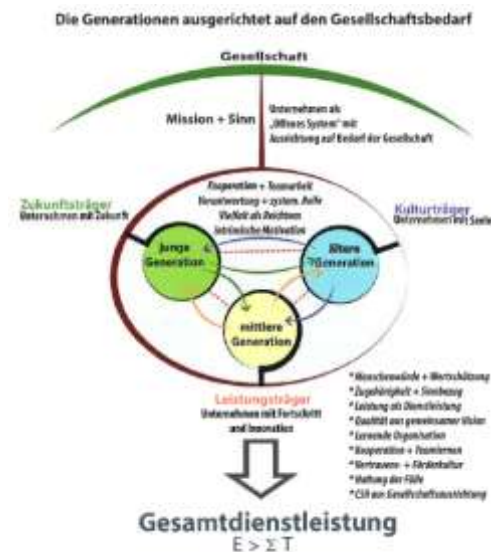 Die Generationen ausgerichtet auf den Gesellschaftsbedarf
Gesellschaft
Mission + Sinn
Unternehmen als
„Offenes System" mit
Ausrichtung auf Bedarf der Gesellschaft
Kooperation + Teamarbeit
Verantwortung + system. Rolle
Vielfalt als Reichtum
Intrinsische Motivation
Zukunftsträger
Unternehmen mit Zukunft
Kulturträger
Unternehmen mit Seele
junge
Generation
ältere
Generation
mittlere
Generation
Leistungsträger
Unternehmen mit Fortschritt
und Innovation
* Menschenwürde + Wertschätzung
* Zugehörigkeit + Sinnbezug
* Leistung als Dienstleistung
* Qualität aus gemeinsamer Vision
* Lernende Organisation
* Kooperation + Teamlernen
* Vertrauens- + Förderkultur
* Haltung der Fülle
* CSR aus Gesellschaftsausrichtung
Gesamtdienstleistung
E > Σ T